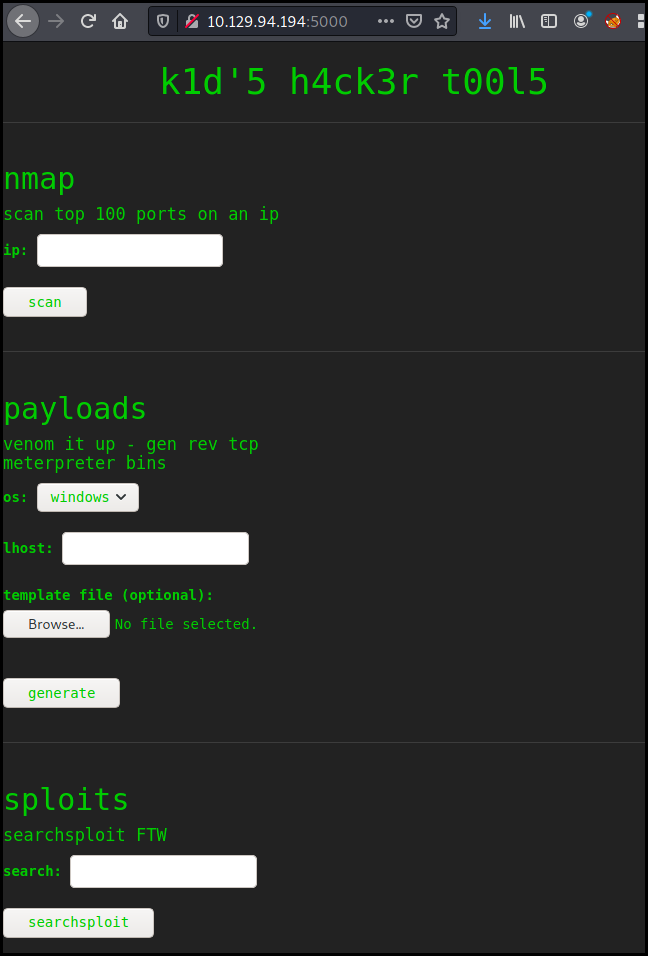 10.129.94.194:5000
k1d'5 h4ck3r t00l5
nmap
scan top 100 ports on an ip
ip:
scan
payloads
venom it up - gen rev tcp
meterpreter bins
os: windows
lhost:
template file (optional):
Browse... No file selected.
generate
sploits
searchsploit FTW
search:
searchsploit